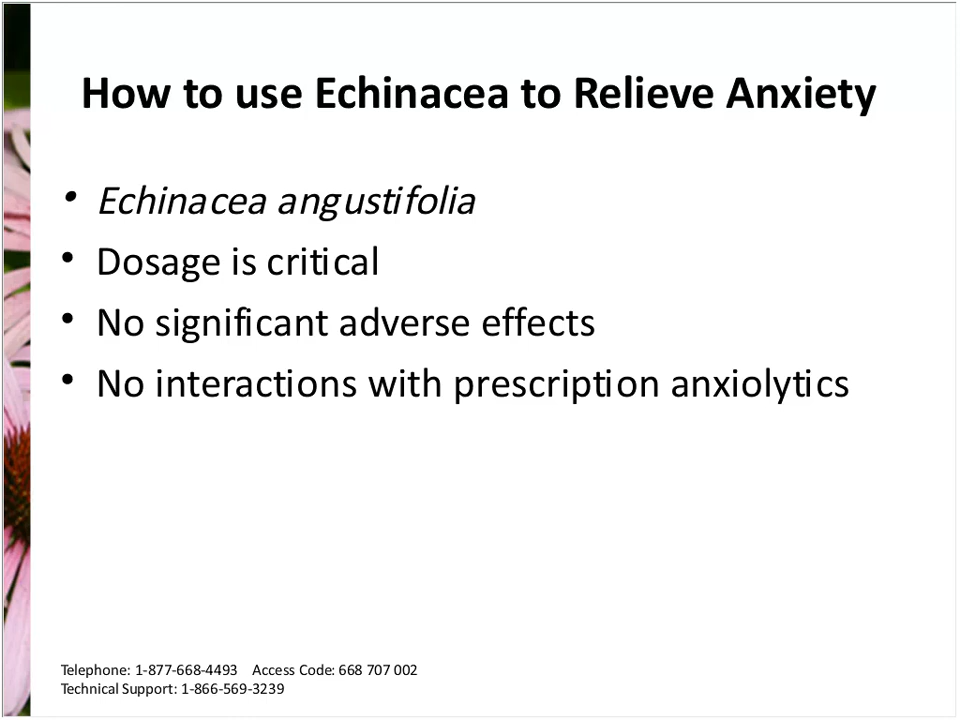 How to use Echinacea to Relieve Anxiety
• Echinacea angustifolia
• Dosage is critical
• No significant adverse effects
• No interactions with prescription anxiolytics
Telephone: 1-877-668-4493 Access Code: 668 707 002
Technical Support: 1-866-569-3239